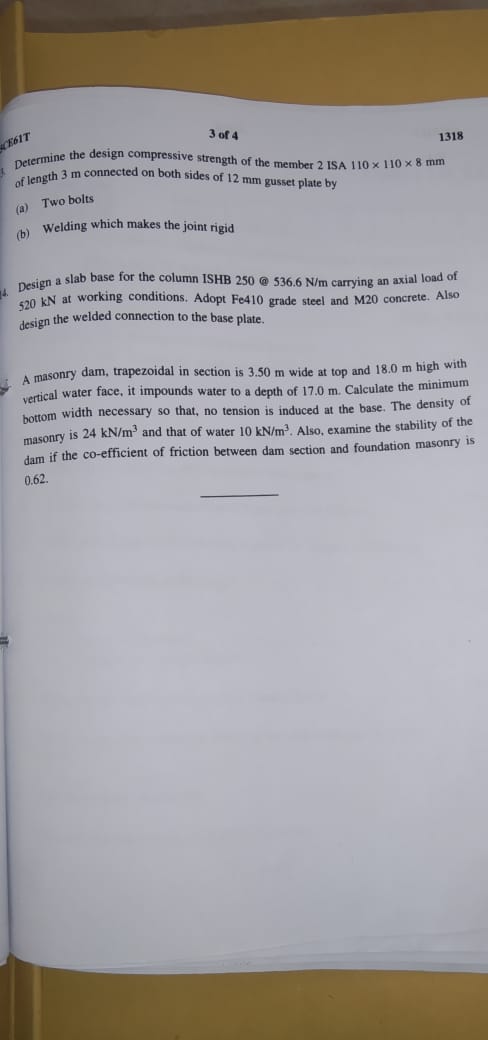 3 of 4
1318
Determine the design compressive strength of the member 2 ISA 110 × 110 × 8 mm
of length 3 m connected on both sides of 12 mm gusset plate by
(a) Two bolts
(b) Welding which makes the joint rigid
4. Design a slab base for the column ISHB 250 @ 536.6 N/m carrying an axial load of
520 kN at working conditions. Adopt Fe410 grade steel and M20 concrete. Also
design the welded connection to the base plate.
A masonry dam, trapezoidal in section is 3.50 m wide at top and 18.0 m high with
vertical water face, it impounds water to a depth of 17.0 m. Calculate the minimum
bottom width necessary so that, no tension is induced at the base. The density of
masonry is 24 kN/m³ and that of water 10 kN/m³. Also, examine the stability of the
dam if the co-efficient of friction between dam section and foundation masonry is
0.62.